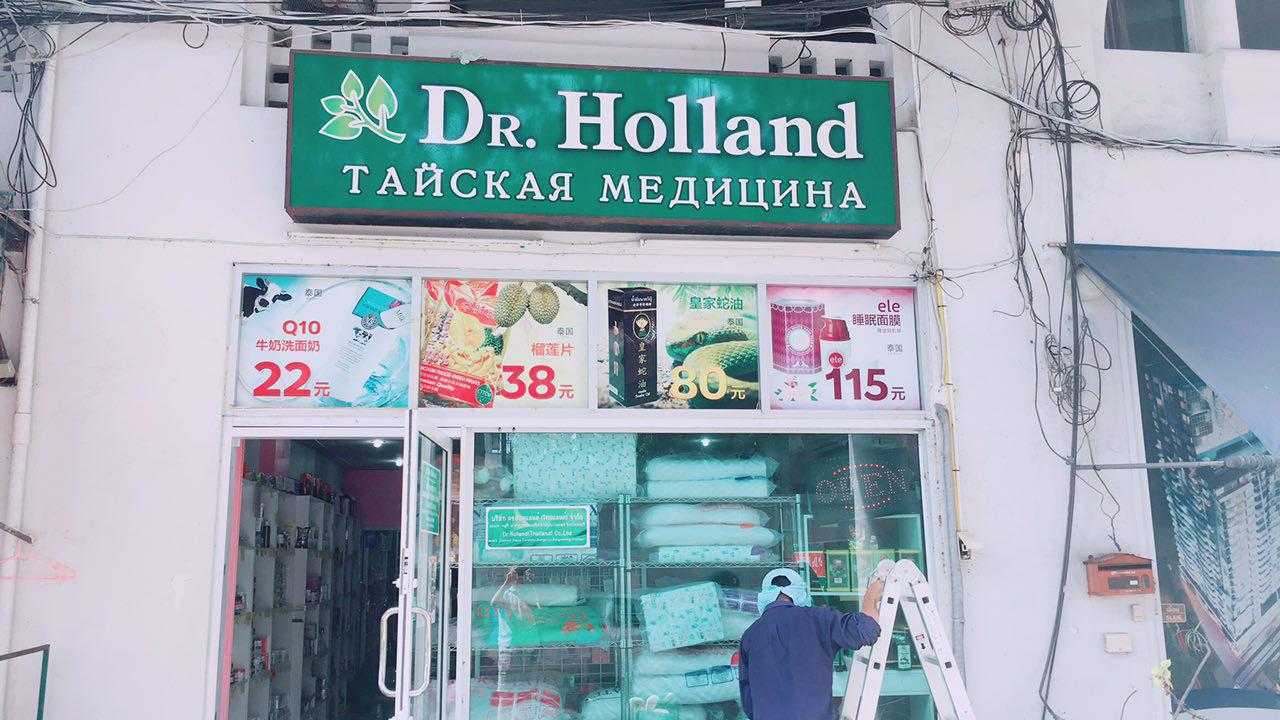 Dr. Holland
ТАЙСКАЯ МЕДИЦИНА
泰国
Q10
牛奶洗面奶
22元
泰国
榴莲片
38元
皇家蛇油
泰国
皇家蛇油
80元
ele
睡眠面膜
泰国
ele
115元
Dr.Holland(Thailand) Co.,Ltd